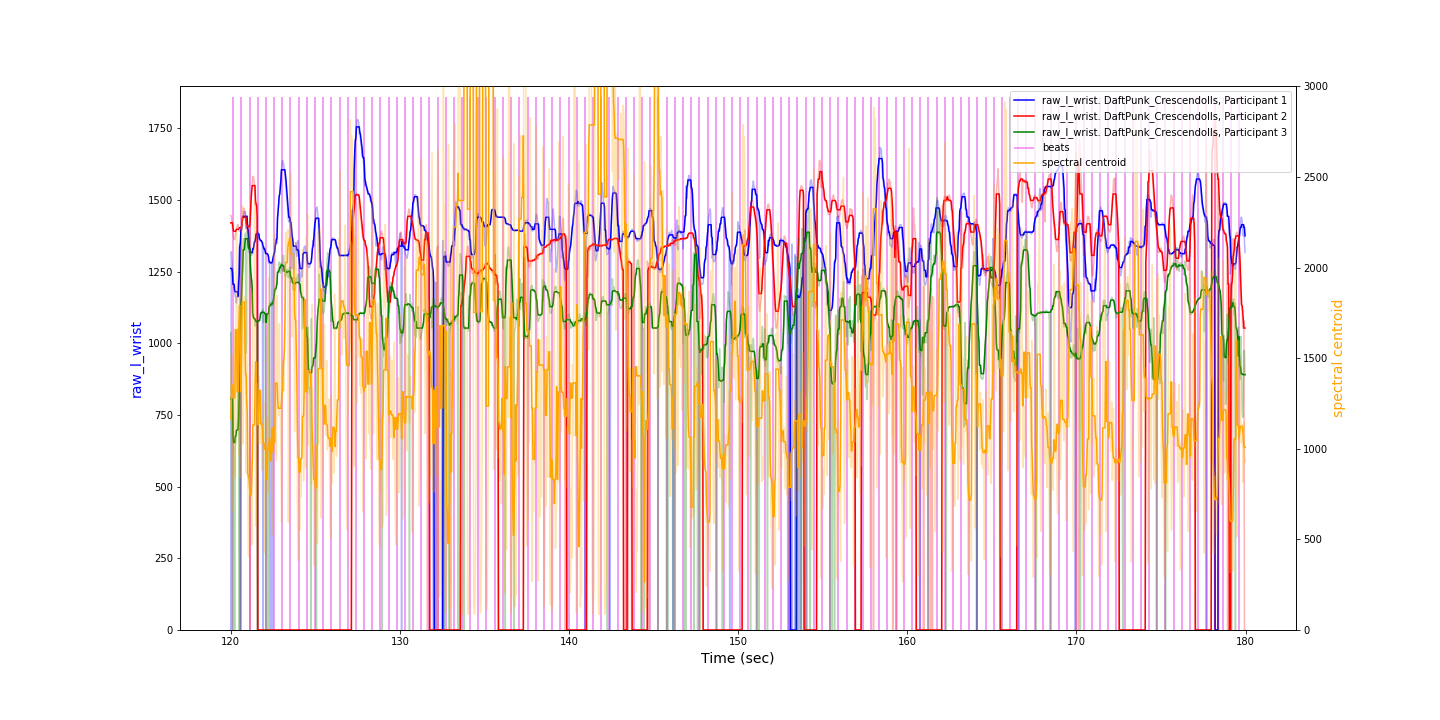 raw_l_wrist. DaftPunk_Crescendolls, Participant 1
raw_l_wrist. DaftPunk_Crescendolls, Participant 2
raw_l_wrist. DaftPunk_Crescendolls, Participant 3
beats
spectral centroid
1750
1500
1250
1000
750
500
250
0
raw_l_wrist
3000
2500
2000
1500
1000
500
0
spectral centroid
120
130
140
150
160
170
180
Time (sec)